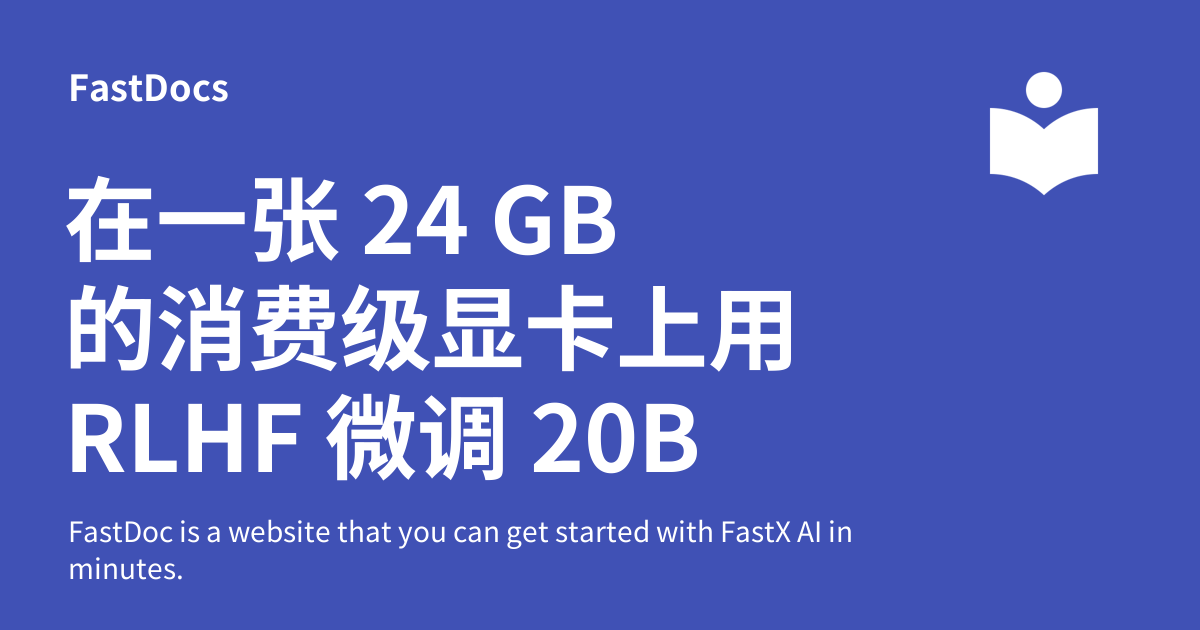 FastDocs
在一张 24 GB
的消费级显卡上用
RLHF 微调 20B
FastDoc is a website that you can get started with FastX AI in
minutes.